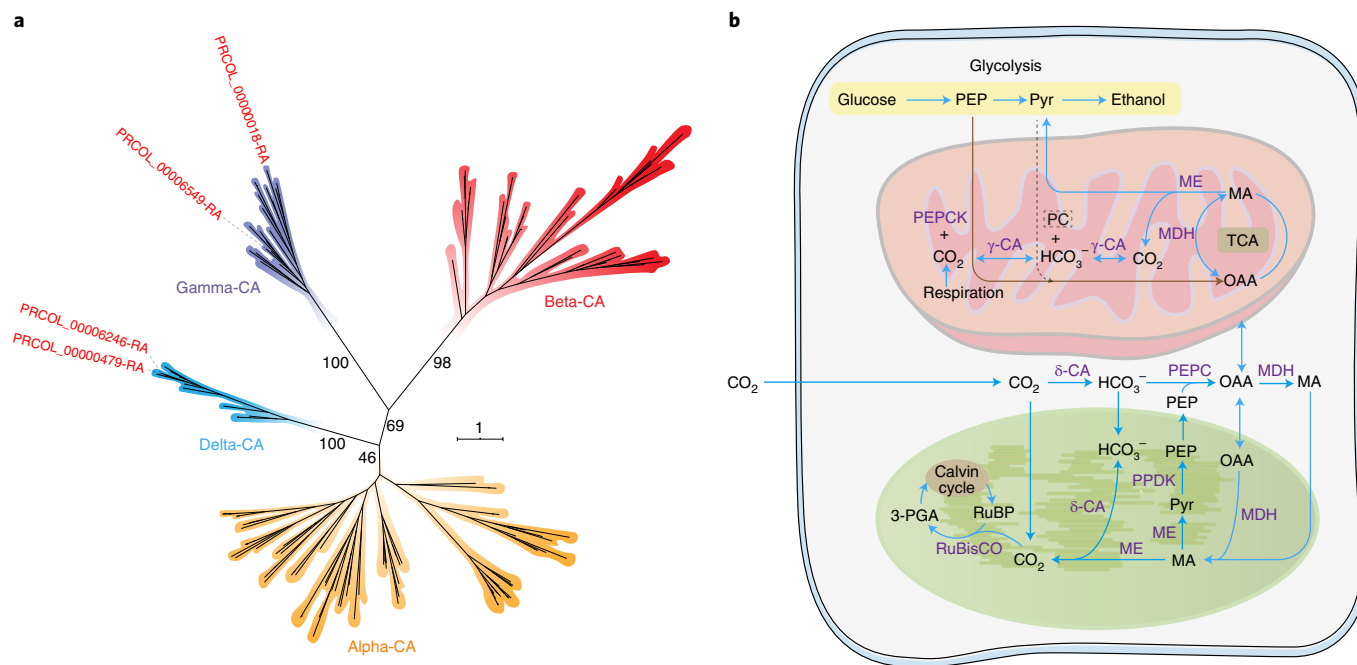 a
PRCOL_00000018-RA
PRCOL_00006549-RA
Gamma-CA
Beta-CA
PRCOL_00006246-RA
PRCOL_00000479-RA
Delta-CA
100
98
100
69
46
1
Alpha-CA
b
Glycolysis
Glucose PEP Pyr Ethanol
ME MA
PEPCK PC MDH TCA
+ +
CO₂ γ-CA HCO₃⁻ γ-CA CO₂
Respiration OAA
CO₂ CO₂ δ-CA HCO₃⁻ PEPC OAA MDH MA
PEP
HCO₃⁻ PEP OAA
Calvin
cycle
PPDK
3-PGA RuBP δ-CA Pyr MDH
RuBisCO ME
CO₂ ME MA